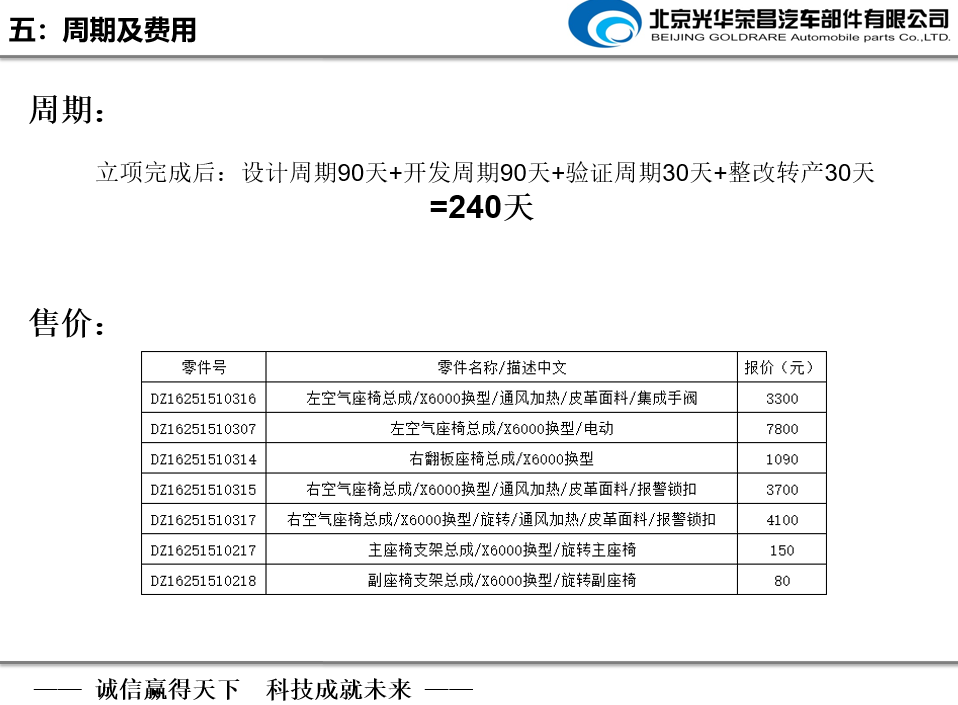 五：周期及费用
北京光华荣昌汽车部件有限公司
BEIJING GOLDRARE Automobile parts Co.,LTD.
周期：
立项完成后：设计周期90天+开发周期90天+验证周期30天+整改转产30天
=240天
售价：
零件号 零件名称/描述中文 报价（元）
DZ16251510316 左空气座椅总成/X6000换型/通风加热/皮革面料/集成手阀 3300
DZ16251510307 左空气座椅总成/X6000换型/电动 7800
DZ16251510314 右翻板座椅总成/X6000换型 1090
DZ16251510315 右空气座椅总成/X6000换型/通风加热/皮革面料/报警锁扣 3700
DZ16251510317 右空气座椅总成/X6000换型/旋转/通风加热/皮革面料/报警锁扣 4100
DZ16251510217 主座椅支架总成/X6000换型/旋转主座椅 150
DZ16251510218 副座椅支架总成/X6000换型/旋转副座椅 80
—— 诚信赢得天下 科技成就未来 ——